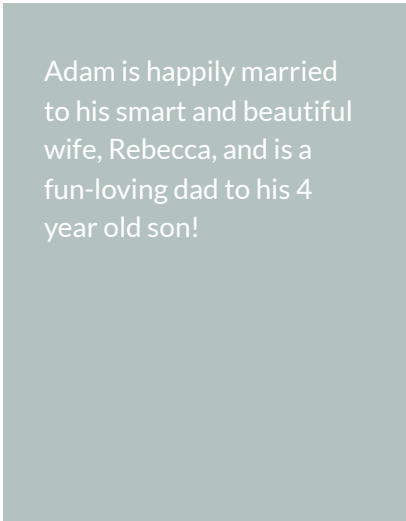 Adam is happily married
to his smart and beautiful
wife, Rebecca, and is a
fun-loving dad to his 4
year old son!